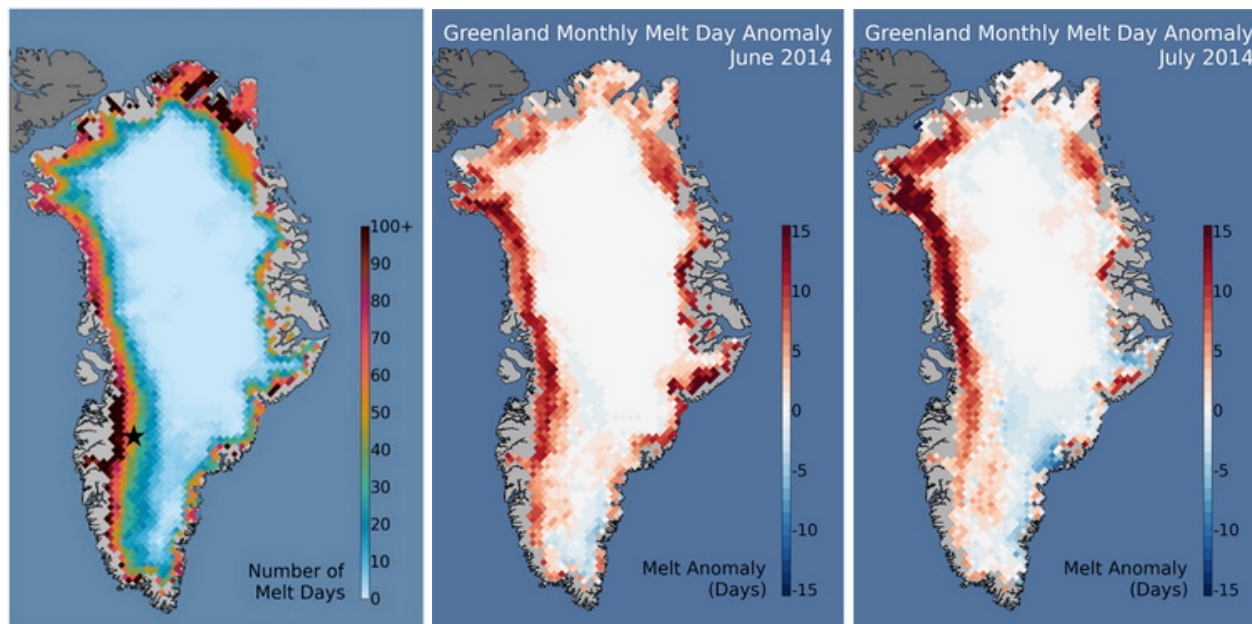 100+
90
80
70
60
50
40
30
20
10
0
Number of
Melt Days
Greenland Monthly Melt Day Anomaly
June 2014
15
10
5
0
-5
-10
-15
Melt Anomaly
(Days)
Greenland Monthly Melt Day Anomaly
July 2014
15
10
5
0
-5
-10
-15
Melt Anomaly
(Days)